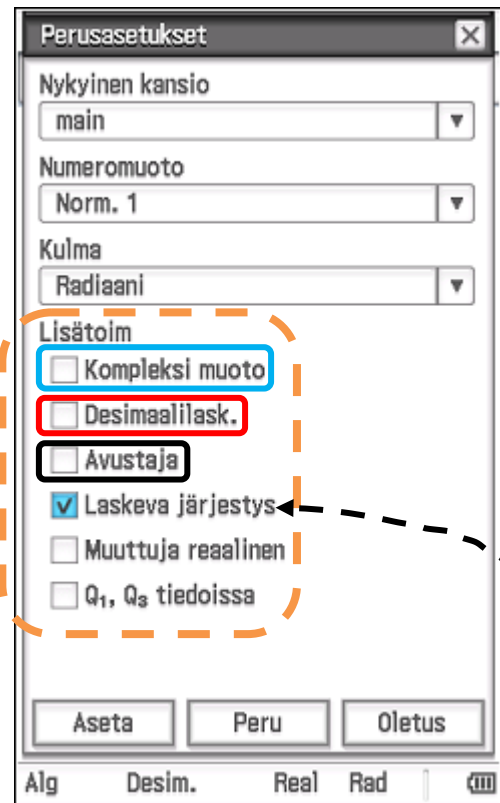 Perusasetukset
Nykyinen kansio
main
Numeromuoto
Norm. 1
Kulma
Radiaani
Lisätoim
Kompleksi muoto
Desimaalilask.
Avustaja
Laskeva järjestys
Muuttuja reaalinen
Q₁, Q₃ tiedoissa
Aseta Peru Oletus
Alg Desim. Real Rad